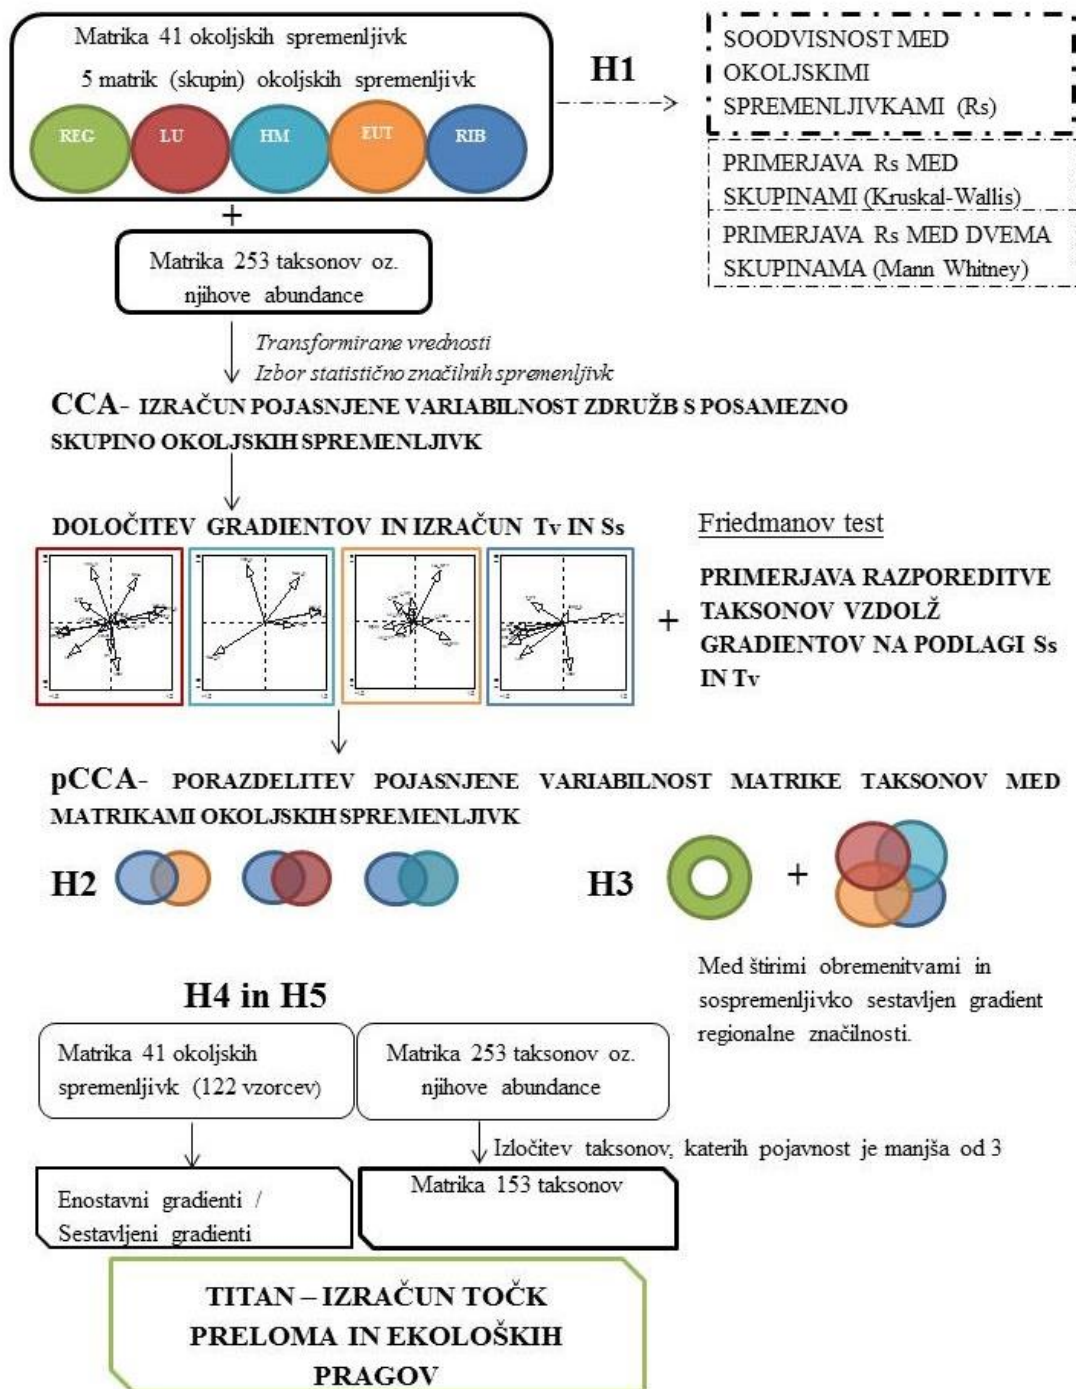 Matrika 41 okoljskih spremenljivk
5 matrik (skupin) okoljskih spremenljivk
REG
LU
HM
EUT
RIB
H1
SOODVISNOST MED
OKOLJSKIMI
SPREMENLJIVKAMI (Rs)
PRIMERJAVA Rs MED
SKUPINAMI (Kruskal-Wallis)
PRIMERJAVA Rs MED DVEMA
SKUPINAMA (Mann Whitney)
+
Matrika 253 taksonov oz.
njihove abundance
Transformirane vrednosti
Izbor statistično značilnih spremenljivk
CCA- IZRAČUN POJASNJENE VARIABILNOST ZDRUŽB S POSAMEZNO
SKUPINO OKOLJSKIH SPREMENLJIVK
DOLOČITEV GRADIENTOV IN IZRAČUN Tv IN Ss
+
Friedmanov test
PRIMERJAVA RAZPOREDITVE
TAKSONOV VZDOLŽ
GRADIENTOV NA PODLAGI Ss
IN Tv
pCCA- PORAZDELITEV POJASNJENE VARIABILNOST MATRIKE TAKSONOV MED
MATRIKAMI OKOLJSKIH SPREMENLJIVK
H2
H3
+
Med štirimi obremenitvami in
sospremenljivko sestavljen gradient
regionalne značilnosti.
H4 in H5
Matrika 41 okoljskih
spremenljivk (122 vzorcev)
Matrika 253 taksonov oz.
njihove abundance
Izločitev taksonov, katerih pojavnost je manjša od 3
Enostavni gradienti /
Sestavljeni gradienti
Matrika 153 taksonov
TITAN – IZRAČUN TOČK
PRELOMA IN EKOLOŠKIH
PRAGOV